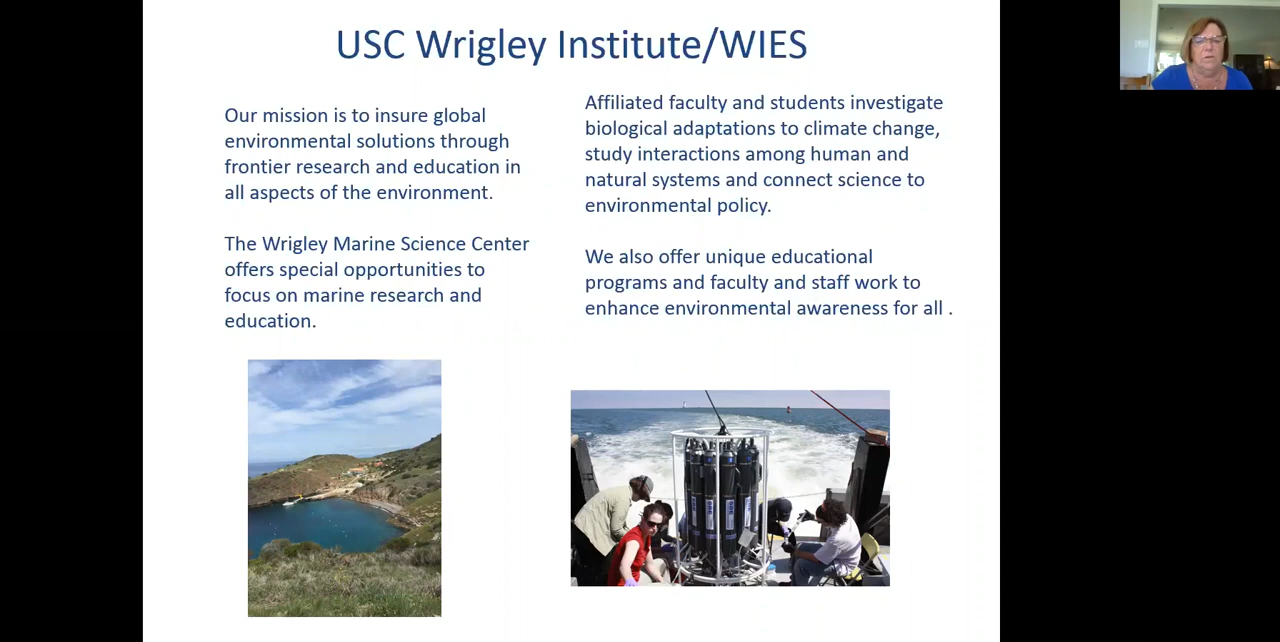 USC Wrigley Institute/WIES
Our mission is to insure global
environmental solutions through
frontier research and education in
all aspects of the environment.
The Wrigley Marine Science Center
offers special opportunities to
focus on marine research and
education.
Affiliated faculty and students investigate
biological adaptations to climate change,
study interactions among human and
natural systems and connect science to
environmental policy.
We also offer unique educational
programs and faculty and staff work to
enhance environmental awareness for all .